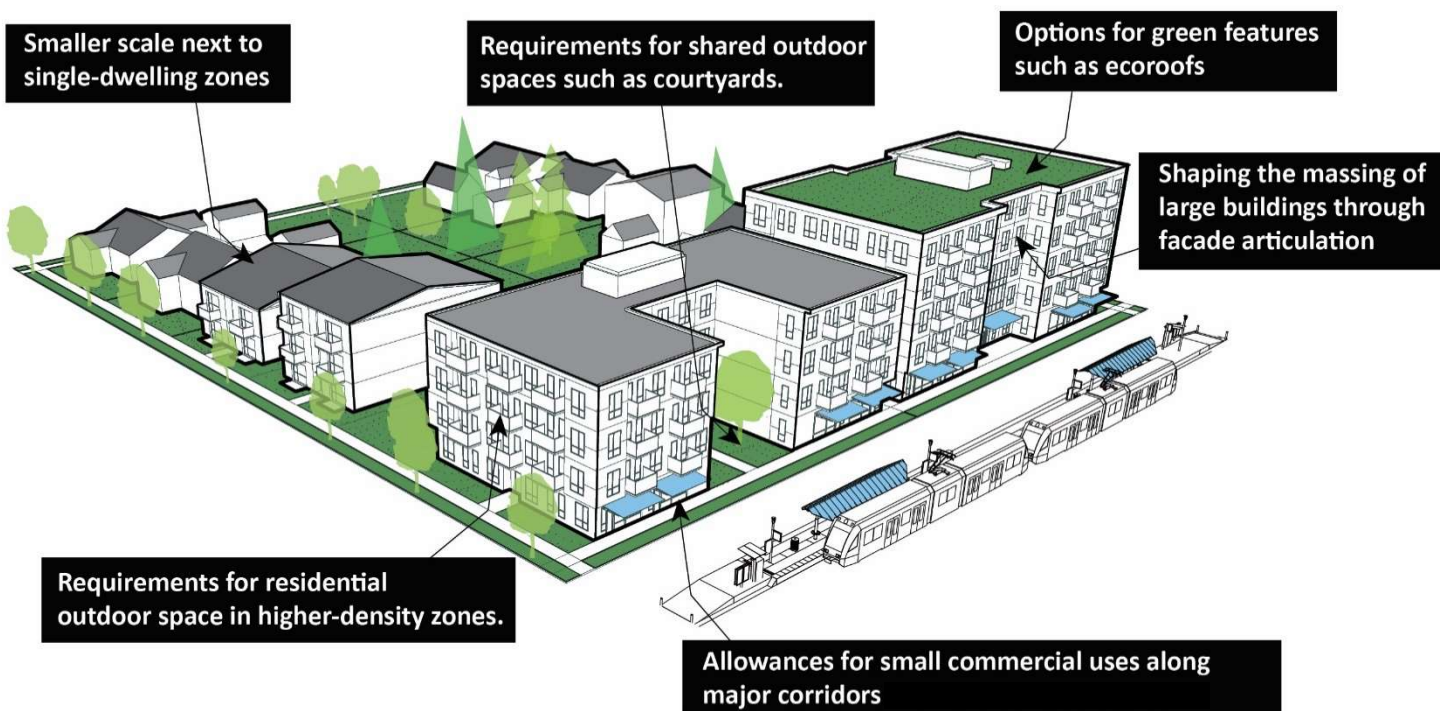 Smaller scale next to
single-dwelling zones
Requirements for shared outdoor
spaces such as courtyards.
Options for green features
such as ecoroofs
Shaping the massing of
large buildings through
facade articulation
Requirements for residential
outdoor space in higher-density zones.
Allowances for small commercial uses along
major corridors